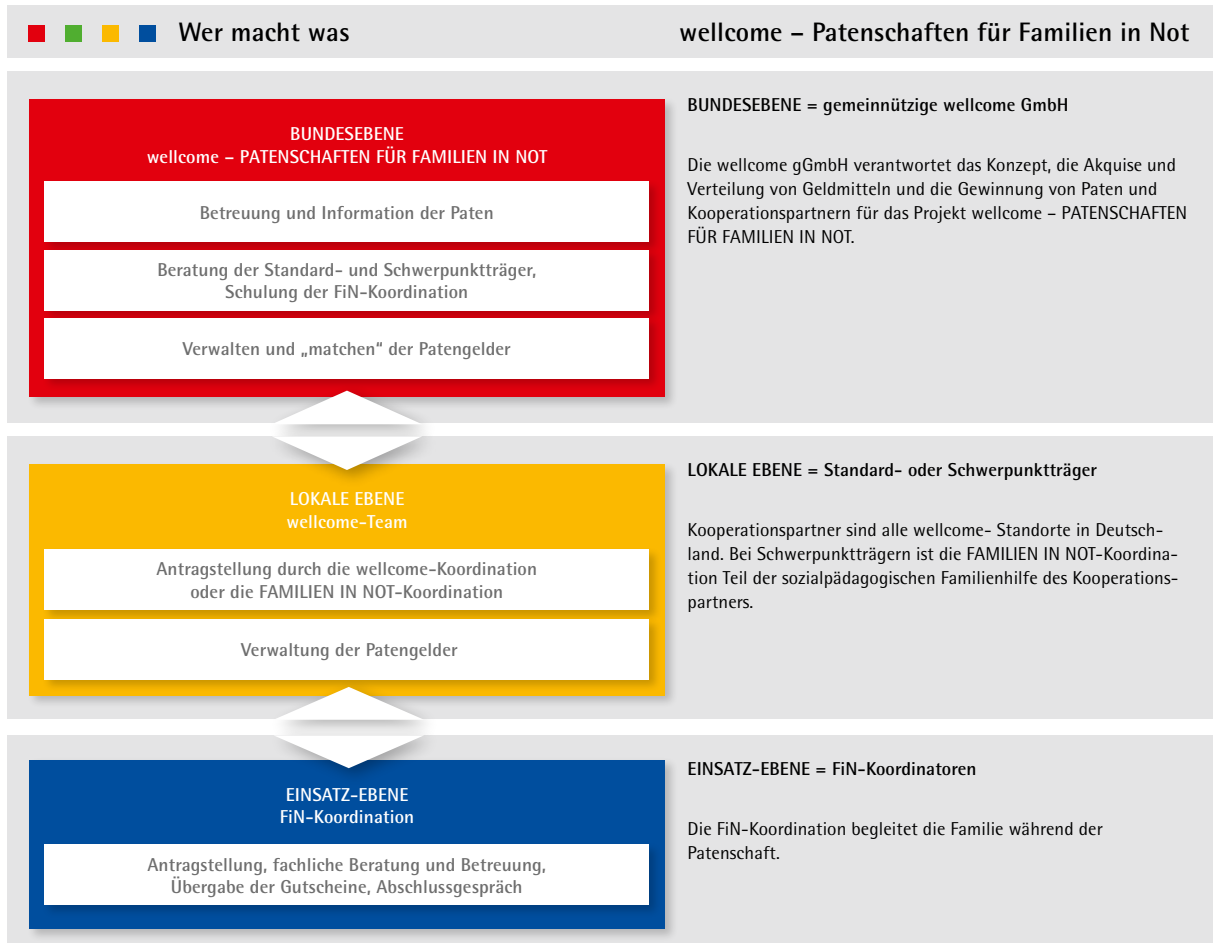 Wer macht was
wellcome – Patenschaften für Familien in Not
BUNDESEBENE
wellcome – PATENSCHAFTEN FÜR FAMILIEN IN NOT
Betreuung und Information der Paten
Beratung der Standard- und Schwerpunktträger,
Schulung der FiN-Koordination
Verwalten und „matchen" der Patengelder
BUNDESEBENE = gemeinnützige wellcome GmbH
Die wellcome gGmbH verantwortet das Konzept, die Akquise und
Verteilung von Geldmitteln und die Gewinnung von Paten und
Kooperationspartnern für das Projekt wellcome – PATENSCHAFTEN
FÜR FAMILIEN IN NOT.
LOKALE EBENE
wellcome-Team
Antragstellung durch die wellcome-Koordination
oder die FAMILIEN IN NOT-Koordination
Verwaltung der Patengelder
LOKALE EBENE = Standard- oder Schwerpunktträger
Kooperationspartner sind alle wellcome- Standorte in Deutsch-
land. Bei Schwerpunktträgern ist die FAMILIEN IN NOT-Koordina-
tion Teil der sozialpädagogischen Familienhilfe des Kooperations-
partners.
EINSATZ-EBENE
FiN-Koordination
Antragstellung, fachliche Beratung und Betreuung,
Übergabe der Gutscheine, Abschlussgespräch
EINSATZ-EBENE = FiN-Koordinatoren
Die FiN-Koordination begleitet die Familie während der
Patenschaft.